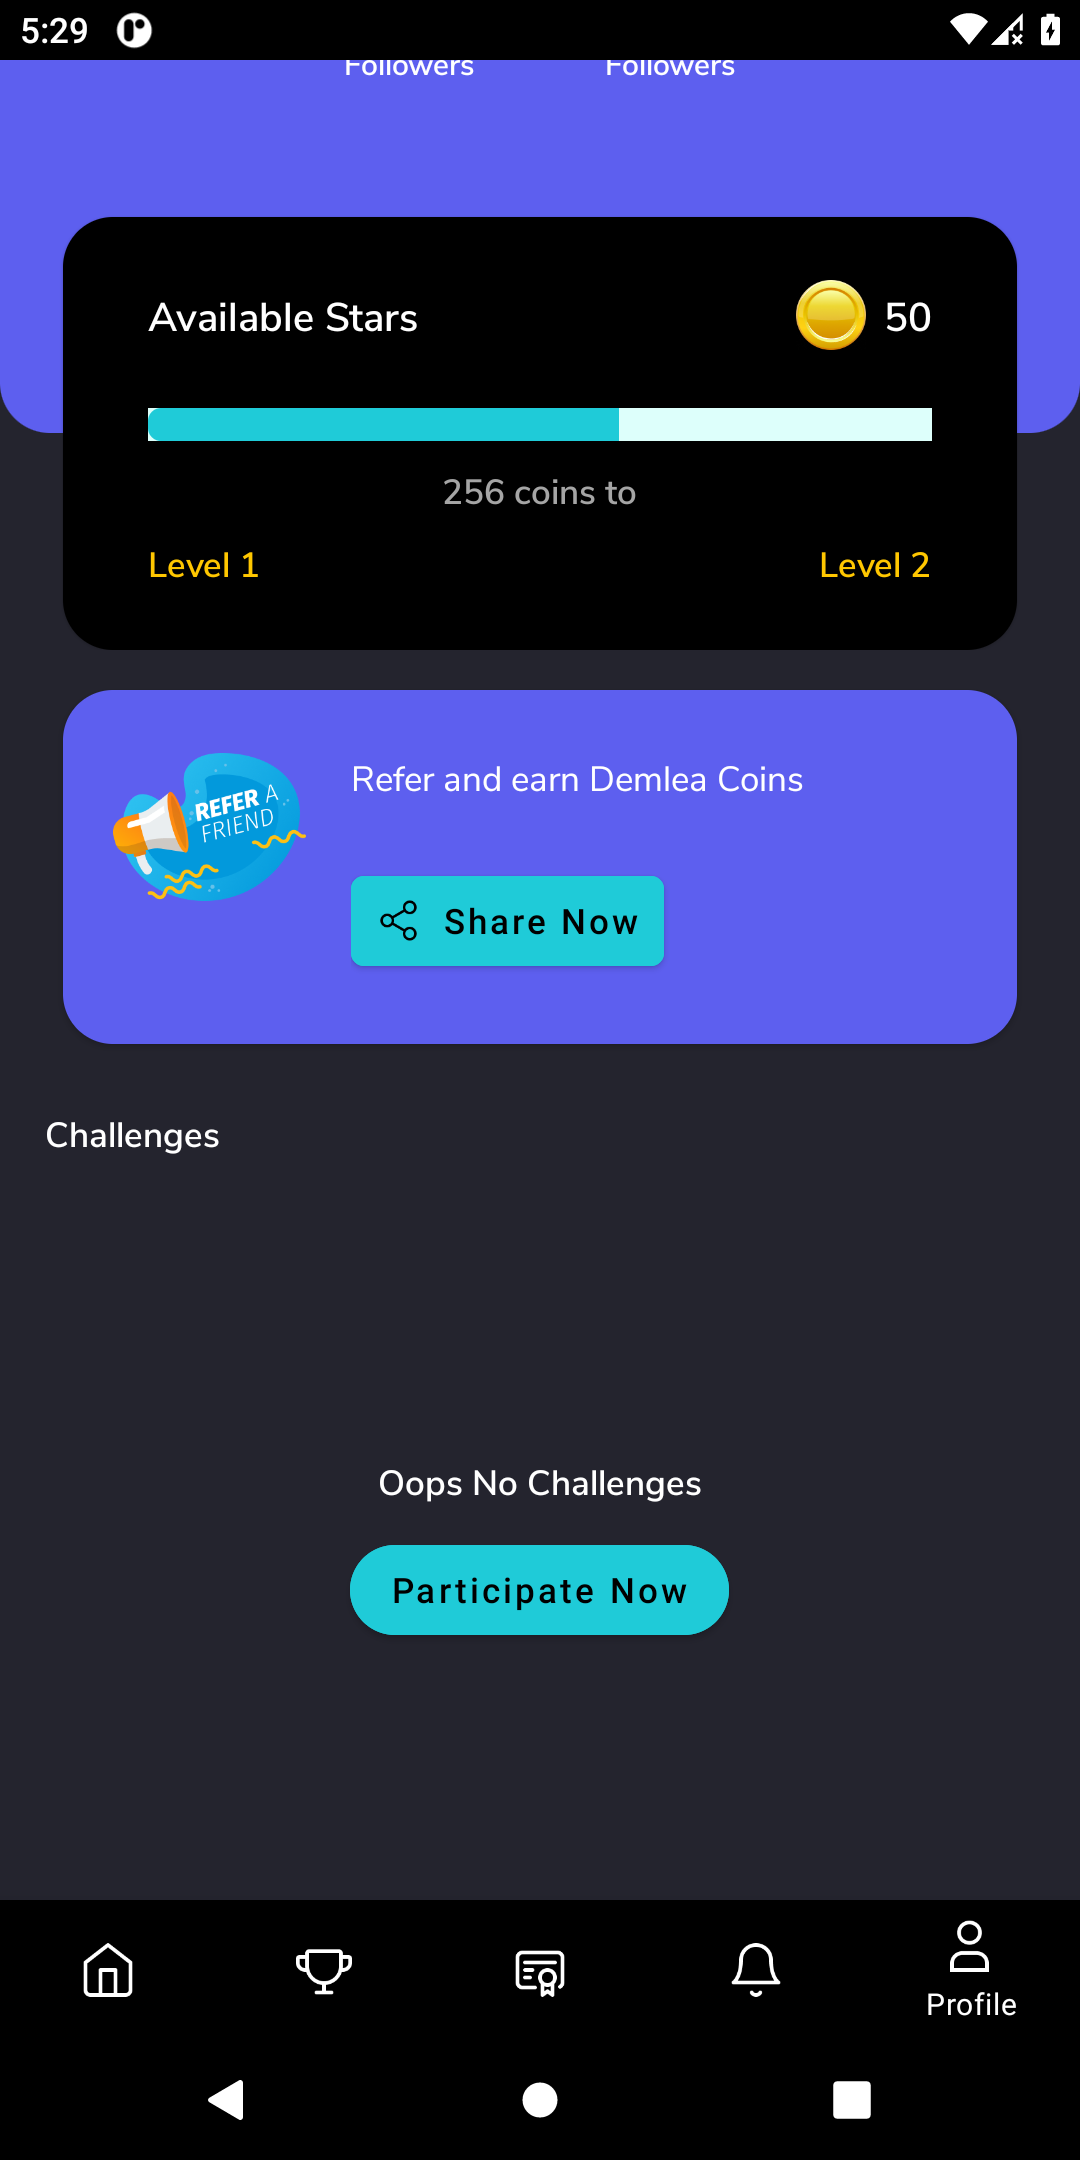 5:29
Followers Followers
Available Stars 50
256 coins to
Level 1 Level 2
REFER A
FRIEND
Refer and earn Demlea Coins
Share Now
Challenges
Oops No Challenges
Participate Now
Profile